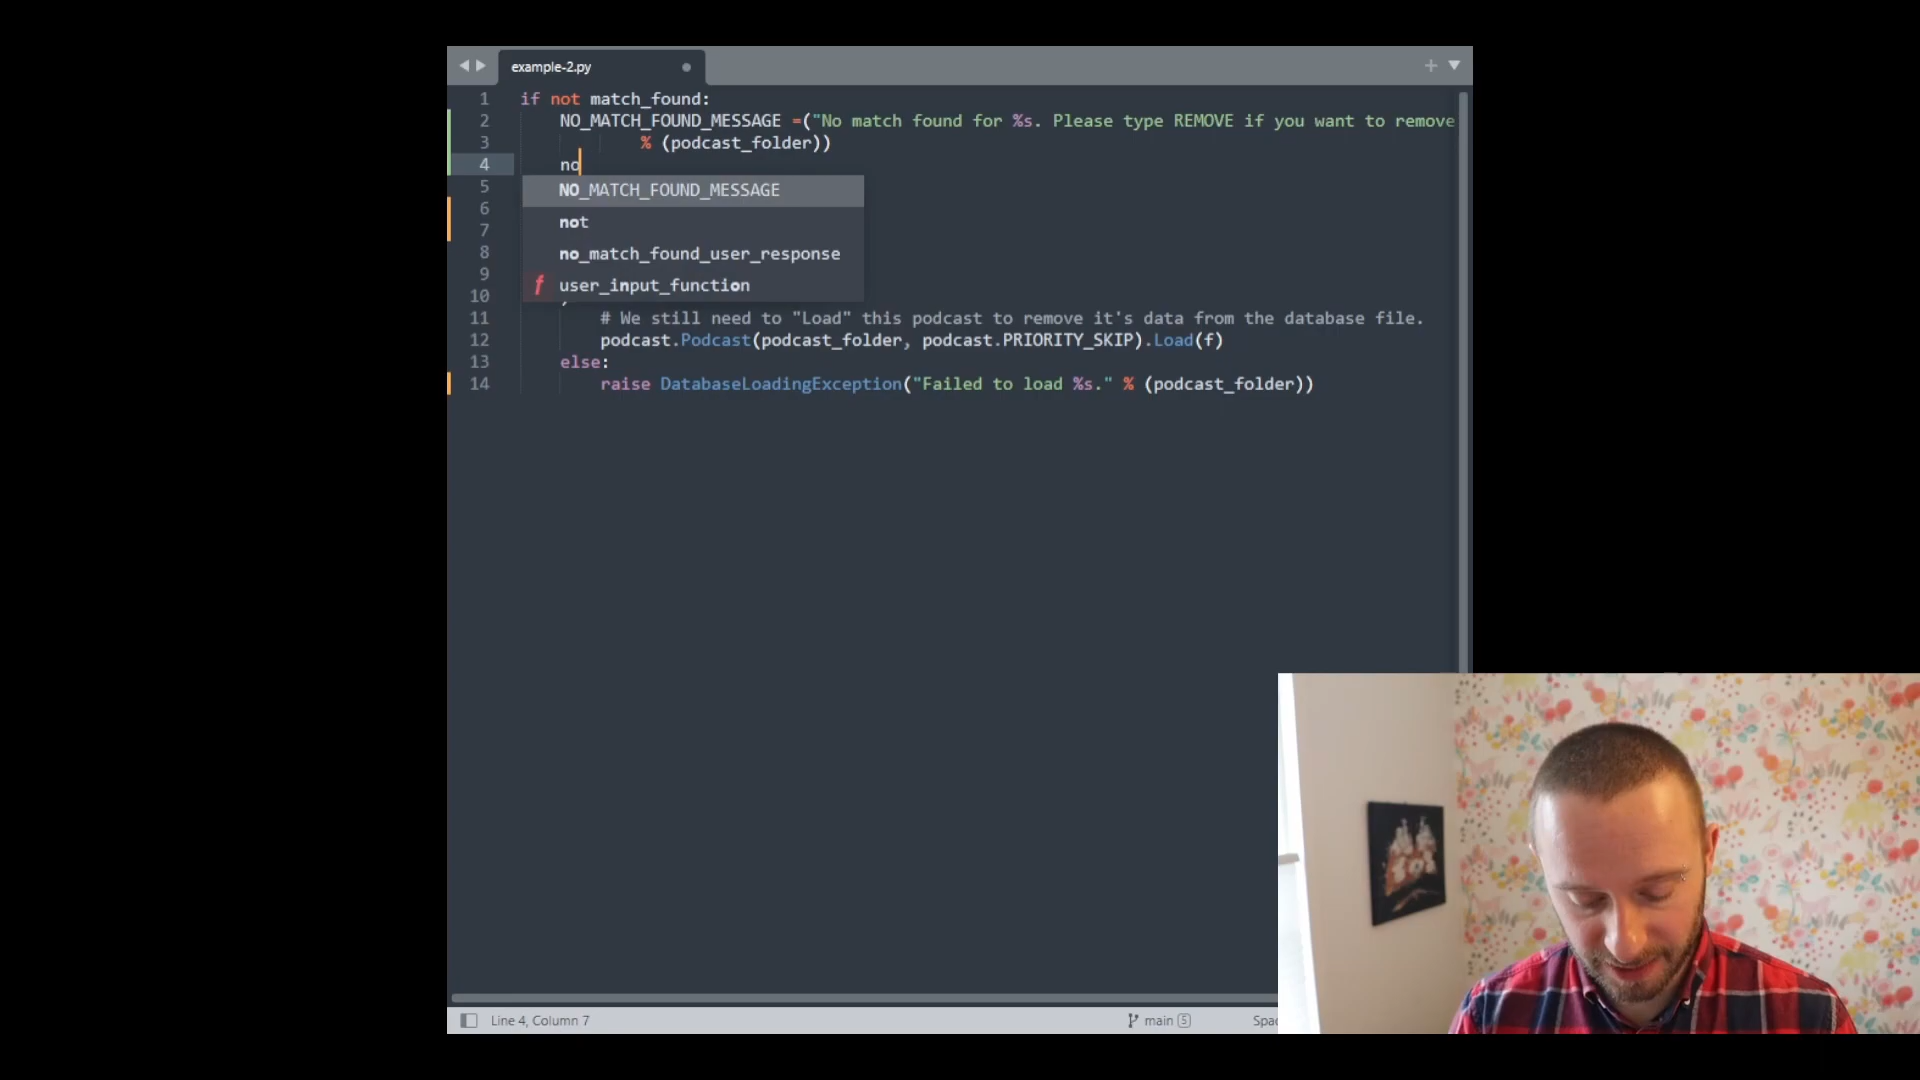 example-2.py
1 if not match_found:
2 NO_MATCH_FOUND_MESSAGE =("No match found for %s. Please type REMOVE if you want to remove
3 % (podcast_folder))
4 no
5 NO_MATCH_FOUND_MESSAGE
6 not
7
8 no_match_found_user_response
9 user_input_function
10
11 # We still need to "Load" this podcast to remove it's data from the database file.
12 podcast.Podcast(podcast_folder, podcast.PRIORITY_SKIP).Load(f)
13 else:
14 raise DatabaseLoadingException("Failed to load %s." % (podcast_folder))
Line 4, Column 7
main 5
Spac